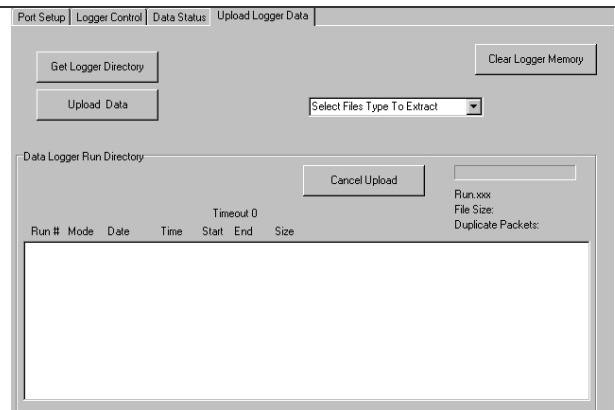 Port Setup Logger Control Data Status Upload Logger Data
Get Logger Directory
Clear Logger Memory
Upload Data
Select Files Type To Extract
Data Logger Run Directory
Cancel Upload
Run.xxx
File Size:
Duplicate Packets:
Timeout 0
Run # Mode Date Time Start End Size